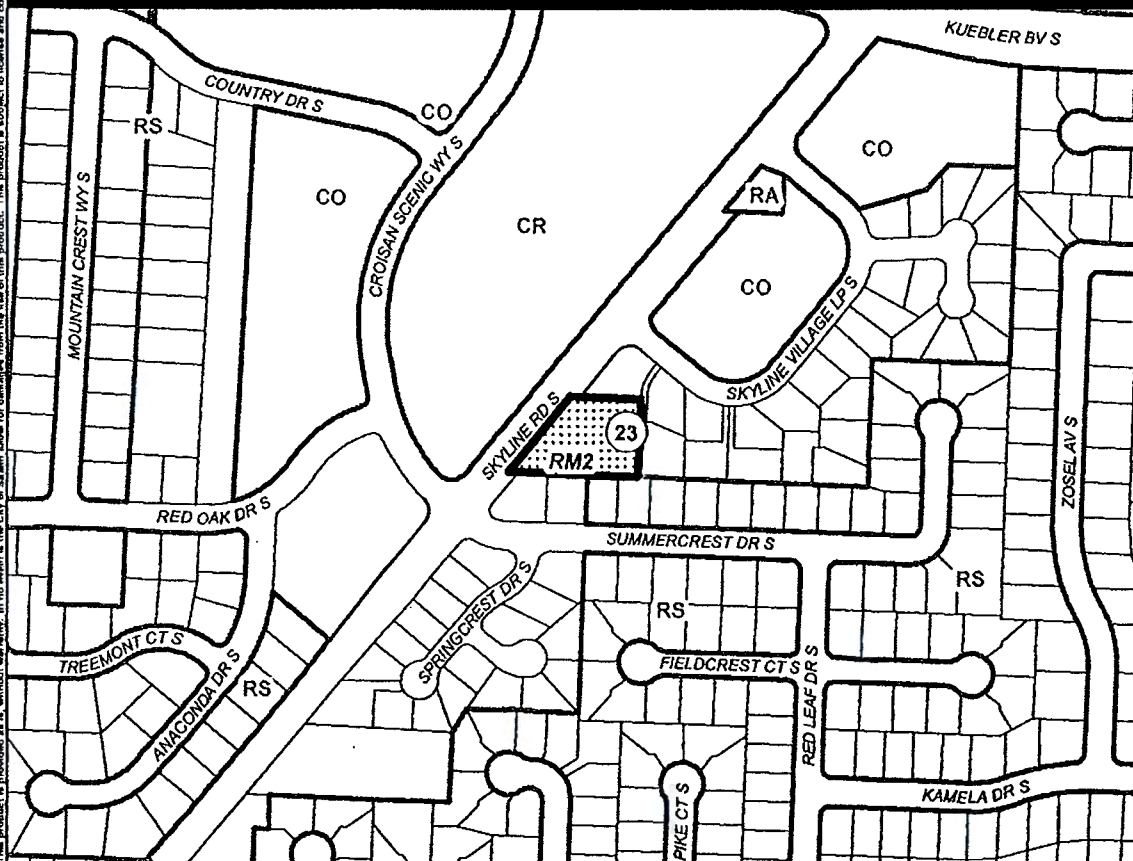 KUEBLER BV S
COUNTRY DR S
CO
RS
CO
RA
CO
CROISAN SCENIC WY S
CR
MOUNTAIN CREST WY S
CO
SKYLINE VILLAGE LP S
SKYLINE RD S
23
RM2
ZOSEL AV S
RED OAK DR S
SUMMERCREST DR S
RS
RS
SPRINGCREST DR S
TREEMONT CT S
FIELDCREST CT S
RS
ANACONDA DR S
RED LEAF DR S
KAMELA DR S
PIKE CT S